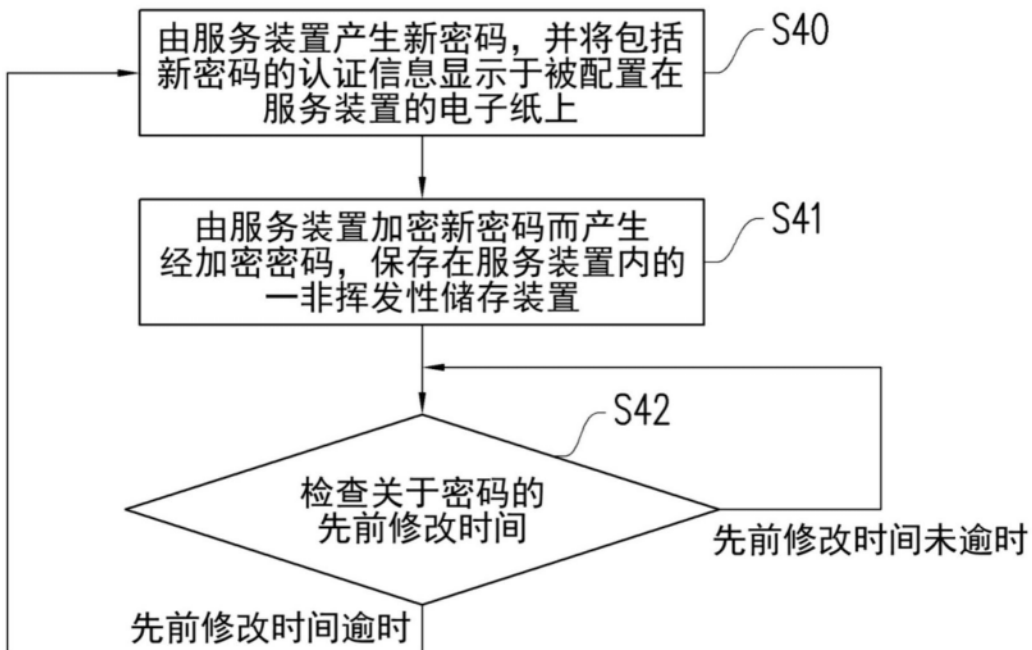 由服务装置产生新密码，并将包括
新密码的认证信息显示于被配置在
服务装置的电子纸上
S40
由服务装置加密新密码而产生
经加密密码，保存在服务装置内的
一非挥发性储存装置
S41
S42
检查关于密码的
先前修改时间
先前修改时间未逾时
先前修改时间逾时